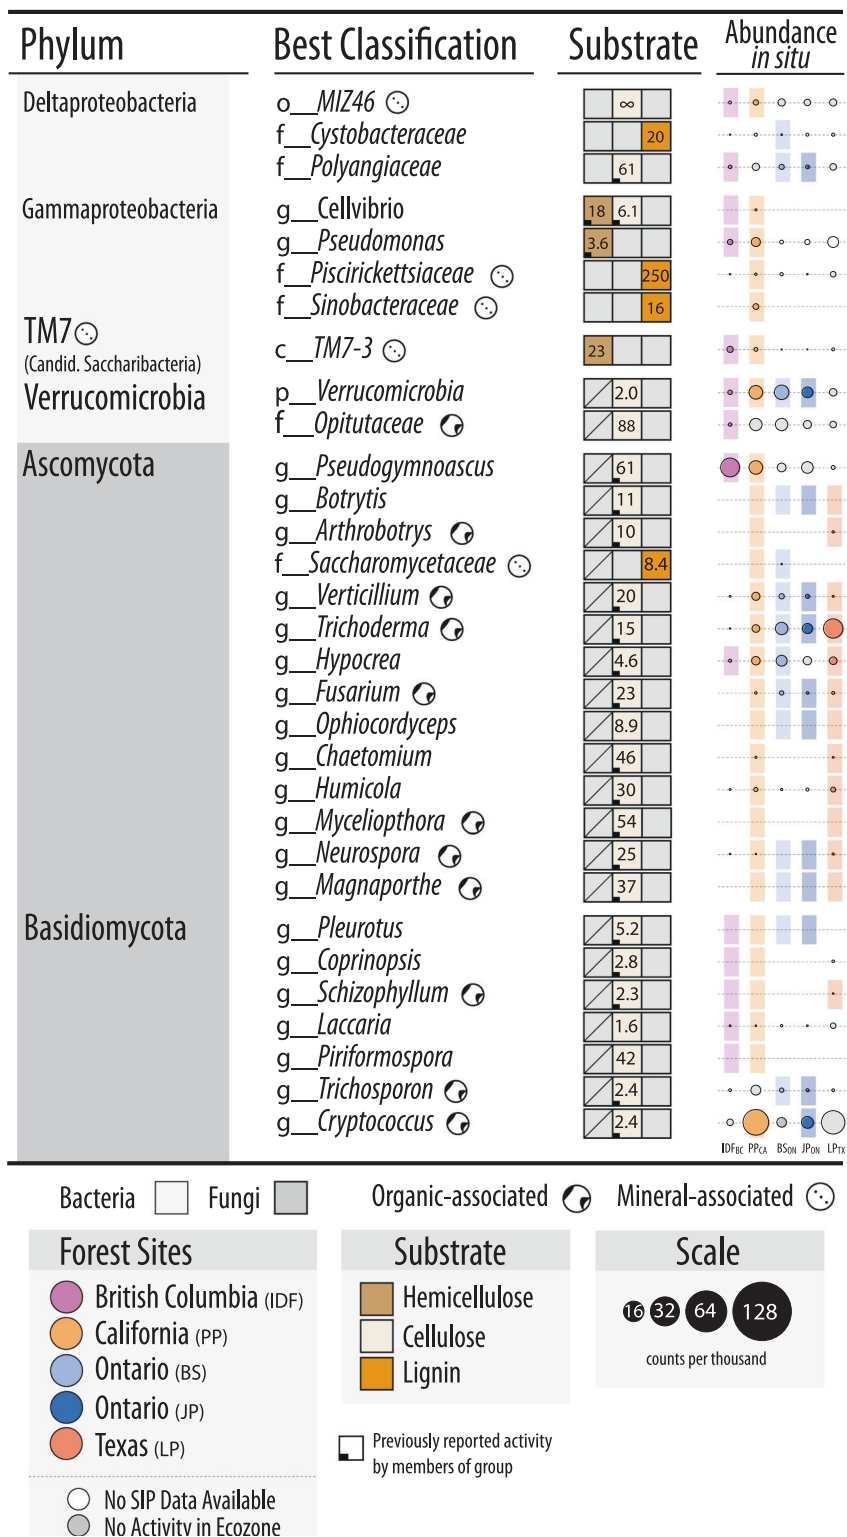 Phylum Best Classification Substrate Abundance
in situ
Deltaproteobacteria o__MIZ46 ∞
f__Cystobacteraceae 20
f__Polyangiaceae 61
Gammaproteobacteria g__Cellvibrio 18 6.1
g__Pseudomonas 3.6
f__Piscirickettsiaceae 250
f__Sinobacteraceae 16
TM7
(Candid. Saccharibacteria) c__TM7-3 23
Verrucomicrobia p__Verrucomicrobia 2.0
f__Opitutaceae 88
Ascomycota g__Pseudogymnoascus 61
g__Botrytis 11
g__Arthrobotrys 10
f__Saccharomycetaceae 8.4
g__Verticillium 20
g__Trichoderma 15
g__Hypocrea 4.6
g__Fusarium 23
g__Ophiocordyceps 8.9
g__Chaetomium 46
g__Humicola 30
g__Myceliopthora 54
g__Neurospora 25
g__Magnaporthe 37
Basidiomycota g__Pleurotus 5.2
g__Coprinopsis 2.8
g__Schizophyllum 2.3
g__Laccaria 1.6
g__Piriformospora 42
g__Trichosporon 2.4
g__Cryptococcus 2.4
IDFBC PPCA BSON JPON LPTX
Bacteria Fungi Organic-associated Mineral-associated
Forest Sites
British Columbia (IDF)
California (PP)
Ontario (BS)
Ontario (JP)
Texas (LP)
No SIP Data Available
No Activity in Ecozone
Substrate
Hemicellulose
Cellulose
Lignin
Previously reported activity
by members of group
Scale
16 32 64 128
counts per thousand